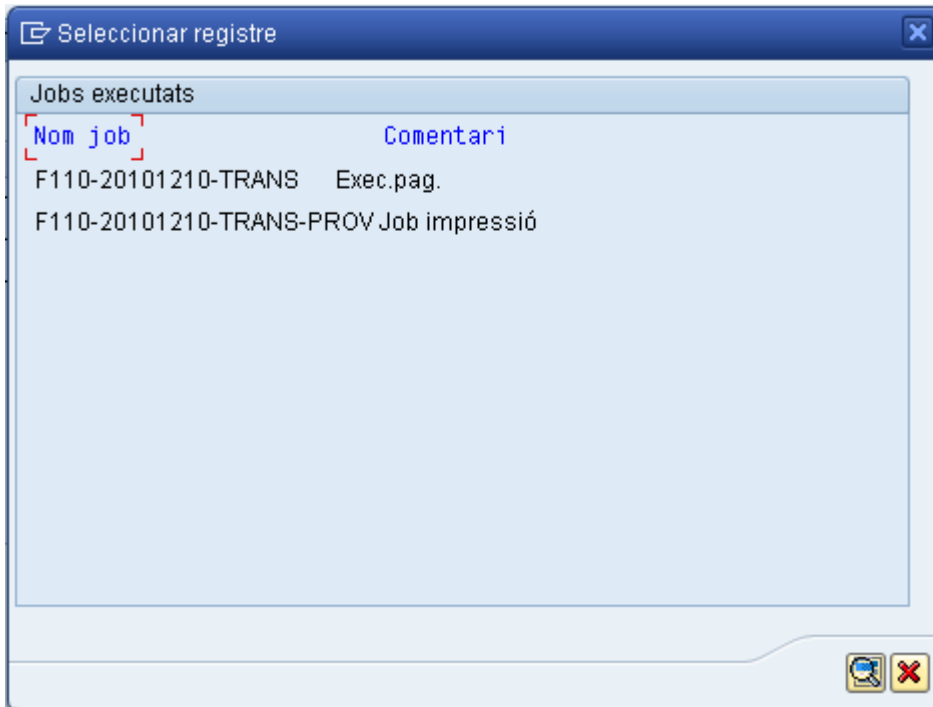 Seleccionar registre
Jobs executats
Nom job Comentari
F110-20101210-TRANS Exec.pag.
F110-20101210-TRANS-PROV Job impressió